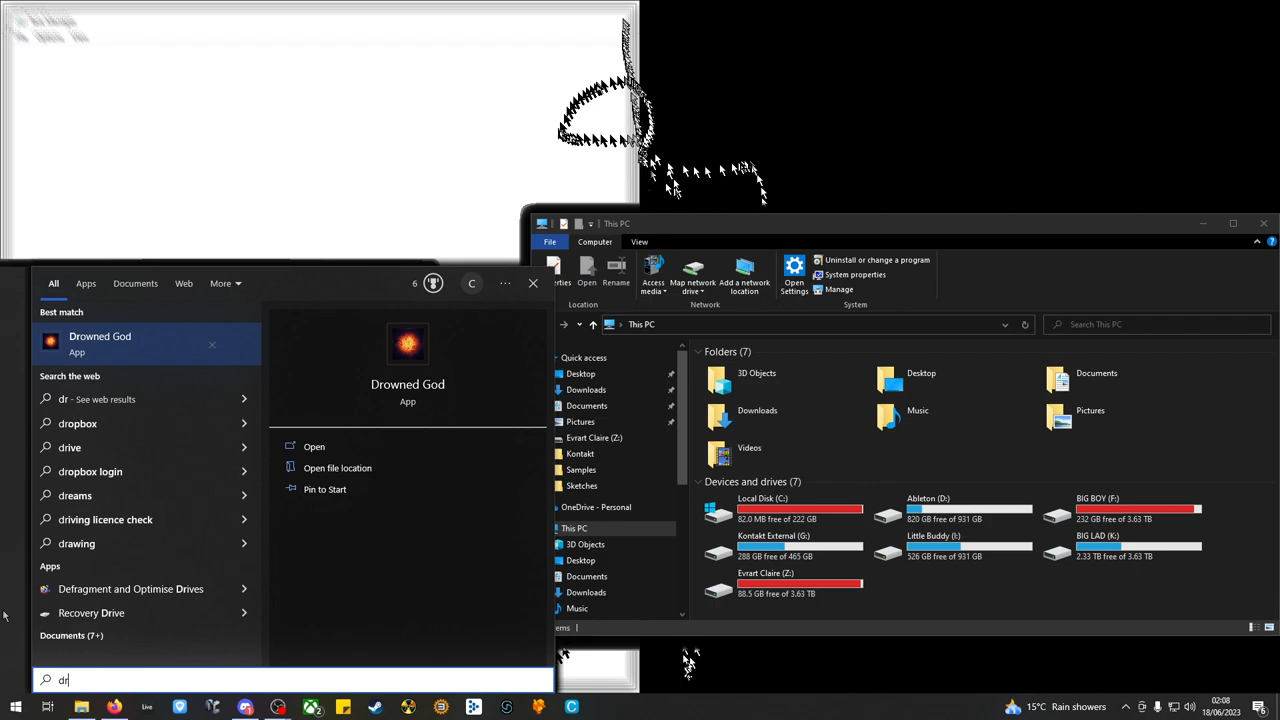 This PC
File
Computer
View
Open
Rename
Access media
Map network drive
Add a network location
Open Settings
Uninstall or change a program
System properties
Manage
Location
Network
System
This PC
Search This PC
Quick access
Desktop
Downloads
Documents
Pictures
Evrart Claire (Z:)
Kontakt
Samples
Sketches
OneDrive - Personal
This PC
3D Objects
Desktop
Documents
Downloads
Music
Folders (7)
3D Objects
Desktop
Documents
Downloads
Music
Pictures
Videos
Devices and drives (7)
Local Disk (C:)
82.0 MB free of 222 GB
Ableton (D:)
820 GB free of 931 GB
BIG BOY (F:)
232 GB free of 3.63 TB
Kontakt External (G:)
288 GB free of 465 GB
Little Buddy (I:)
526 GB free of 931 GB
BIG LAD (K:)
2.33 TB free of 3.63 TB
Evrart Claire (Z:)
88.5 GB free of 3.63 TB
All
Apps
Documents
Web
More
6
C
Best match
Drowned God
App
Search the web
dr - See web results
dropbox
drive
dropbox login
dreams
driving licence check
drawing
Apps
Defragment and Optimise Drives
Recovery Drive
Documents (7+)
Drowned God
App
Open
Open file location
Pin to Start
dr
Live
15°C Rain showers
02:08
18/06/2023